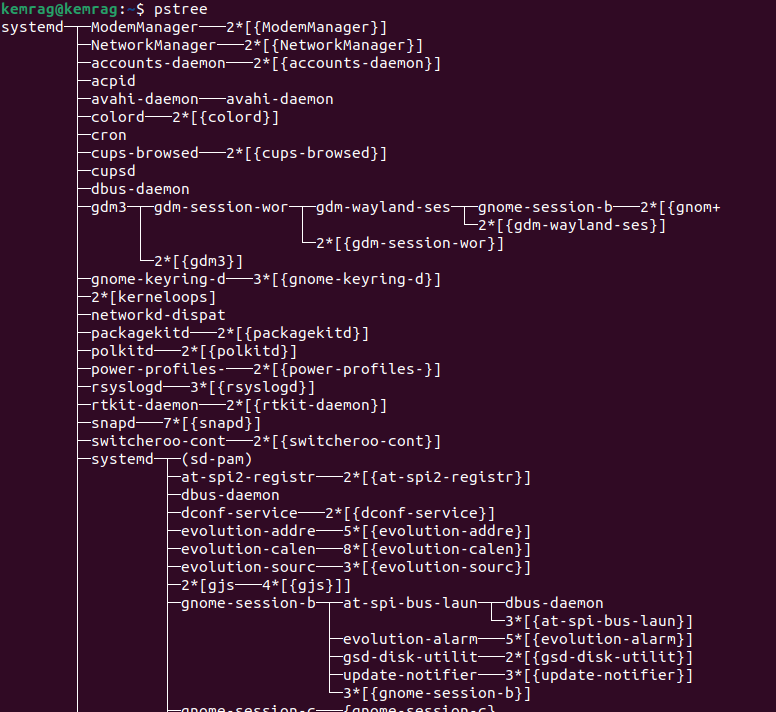 kemrag@kemrag:~$ pstree
systemd─┬─ModemManager───2*[{ModemManager}]
        ├─NetworkManager───2*[{NetworkManager}]
        ├─accounts-daemon───2*[{accounts-daemon}]
        ├─acpid
        ├─avahi-daemon───avahi-daemon
        ├─colord───2*[{colord}]
        ├─cron
        ├─cups-browsed───2*[{cups-browsed}]
        ├─cupsd
        ├─dbus-daemon
        ├─gdm3─┬─gdm-session-wor─┬─gdm-wayland-ses─┬─gnome-session-b───2*[{gnom+
        │      │                 │                 └─2*[{gdm-wayland-ses}]
        │      │                 └─2*[{gdm-session-wor}]
        │      └─2*[{gdm3}]
        ├─gnome-keyring-d───3*[{gnome-keyring-d}]
        ├─2*[kerneloops]
        ├─networkd-dispat
        ├─packagekitd───2*[{packagekitd}]
        ├─polkitd───2*[{polkitd}]
        ├─power-profiles-───2*[{power-profiles-}]
        ├─rsyslogd───3*[{rsyslogd}]
        ├─rtkit-daemon───2*[{rtkit-daemon}]
        ├─snapd───7*[{snapd}]
        ├─switcheroo-cont───2*[{switcheroo-cont}]
        ├─systemd─┬─(sd-pam)
        │         ├─at-spi2-registr───2*[{at-spi2-registr}]
        │         ├─dbus-daemon
        │         ├─dconf-service───2*[{dconf-service}]
        │         ├─evolution-addre───5*[{evolution-addre}]
        │         ├─evolution-calen───8*[{evolution-calen}]
        │         ├─evolution-sourc───3*[{evolution-sourc}]
        │         ├─2*[gjs───4*[{gjs}]]
        │         ├─gnome-session-b─┬─at-spi-bus-laun─┬─dbus-daemon
        │         │                 │                 └─3*[{at-spi-bus-laun}]
        │         │                 ├─evolution-alarm───5*[{evolution-alarm}]
        │         │                 ├─gsd-disk-utilit───2*[{gsd-disk-utilit}]
        │         │                 ├─update-notifier───3*[{update-notifier}]
        │         │                 └─3*[{gnome-session-b}]
        │         ├─gnome-session-c───{gnome-session-c}